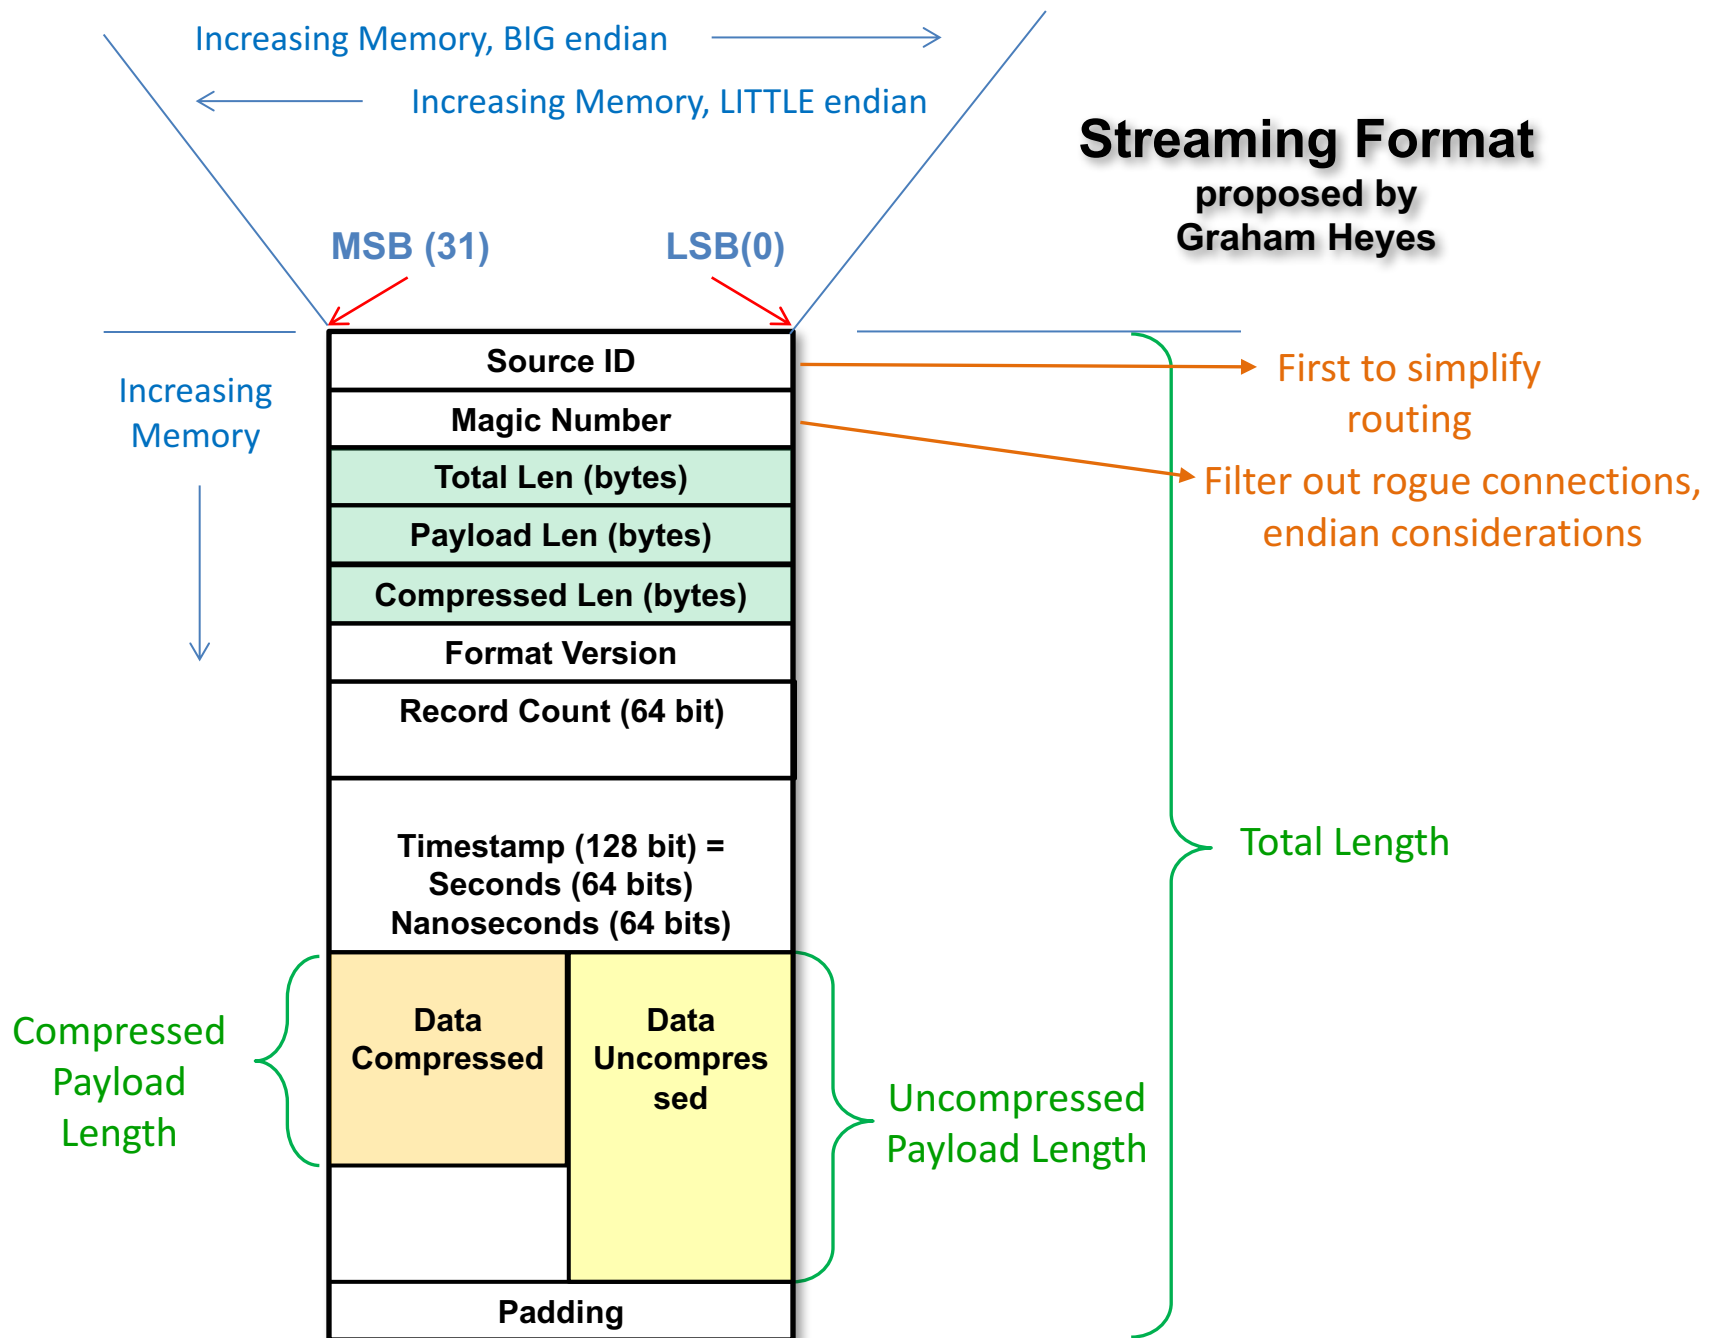 Increasing Memory, BIG endian
Increasing Memory, LITTLE endian
Streaming Format
proposed by
Graham Heyes
MSB (31)
LSB(0)
Source ID
First to simplify
routing
Increasing
Memory
Magic Number
Filter out rogue connections,
endian considerations
Total Len (bytes)
Payload Len (bytes)
Compressed Len (bytes)
Format Version
Record Count (64 bit)
Timestamp (128 bit) =
Seconds (64 bits)
Nanoseconds (64 bits)
Total Length
Compressed
Payload
Length
Data
Compressed
Data
Uncompres
sed
Uncompressed
Payload Length
Padding